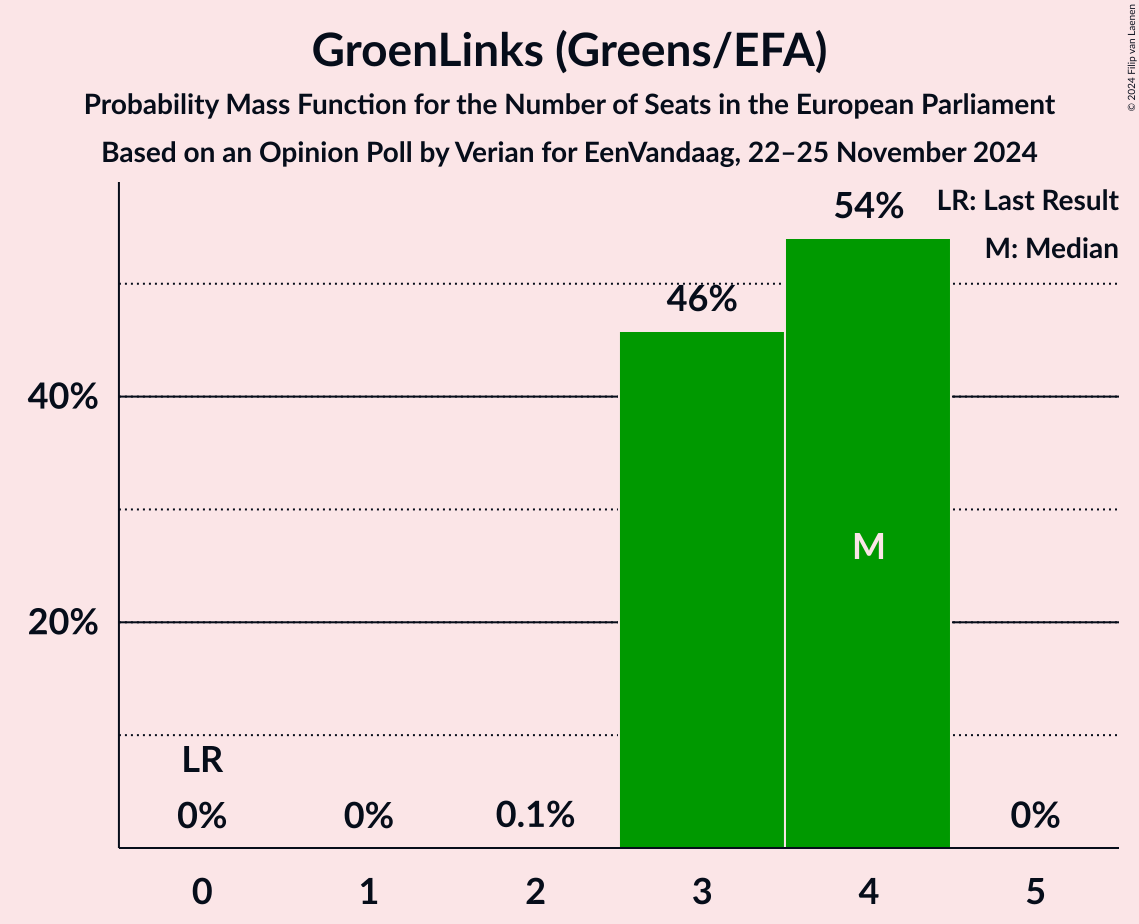 GroenLinks (Greens/EFA)
Probability Mass Function for the Number of Seats in the European Parliament
Based on an Opinion Poll by Verian for EenVandaag, 22–25 November 2024
© 2024 Filip van Laenen
LR: Last Result
M: Median
54%
46%
40%
20%
M
LR
0%
0%
0.1%
0%
0
1
2
3
4
5